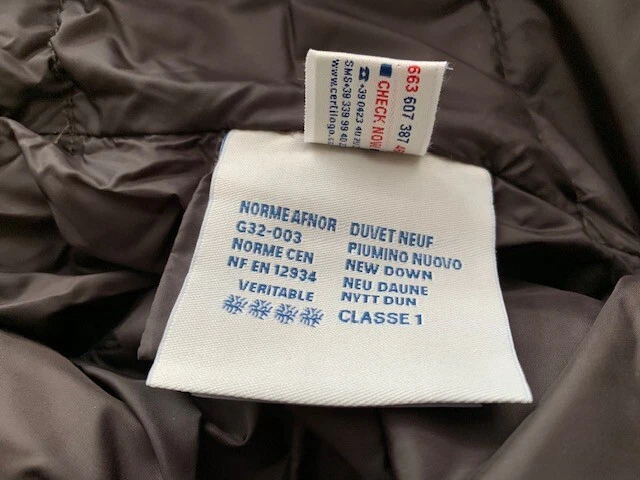 663 607 387
CHECK NOW
+39 0423
SMS+39 339 99 40
www.certilogo.c
NORME AFNOR
G32-003
NORME CEN
NF EN 12934
VERITABLE
DUVET NEUF
PIUMINO NUOVO
NEW DOWN
NEU DAUNE
NYTT DUN
CLASSE 1